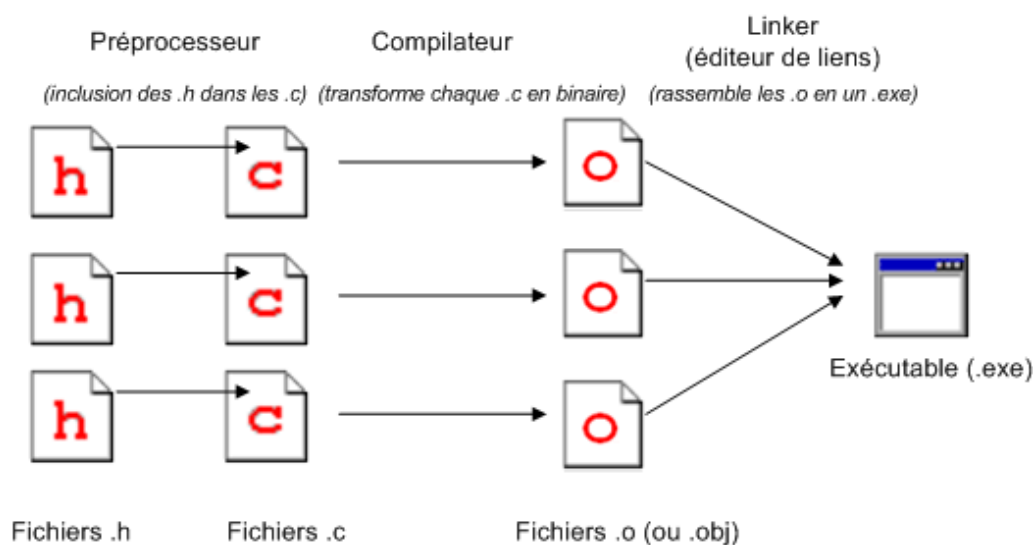 Préprocesseur
Compilateur
Linker
(éditeur de liens)
(inclusion des .h dans les .c)
(transforme chaque .c en binaire)
(rassemble les .o en un .exe)
h
c
o
h
c
o
h
c
o
Exécutable (.exe)
Fichiers .h
Fichiers .c
Fichiers .o (ou .obj)